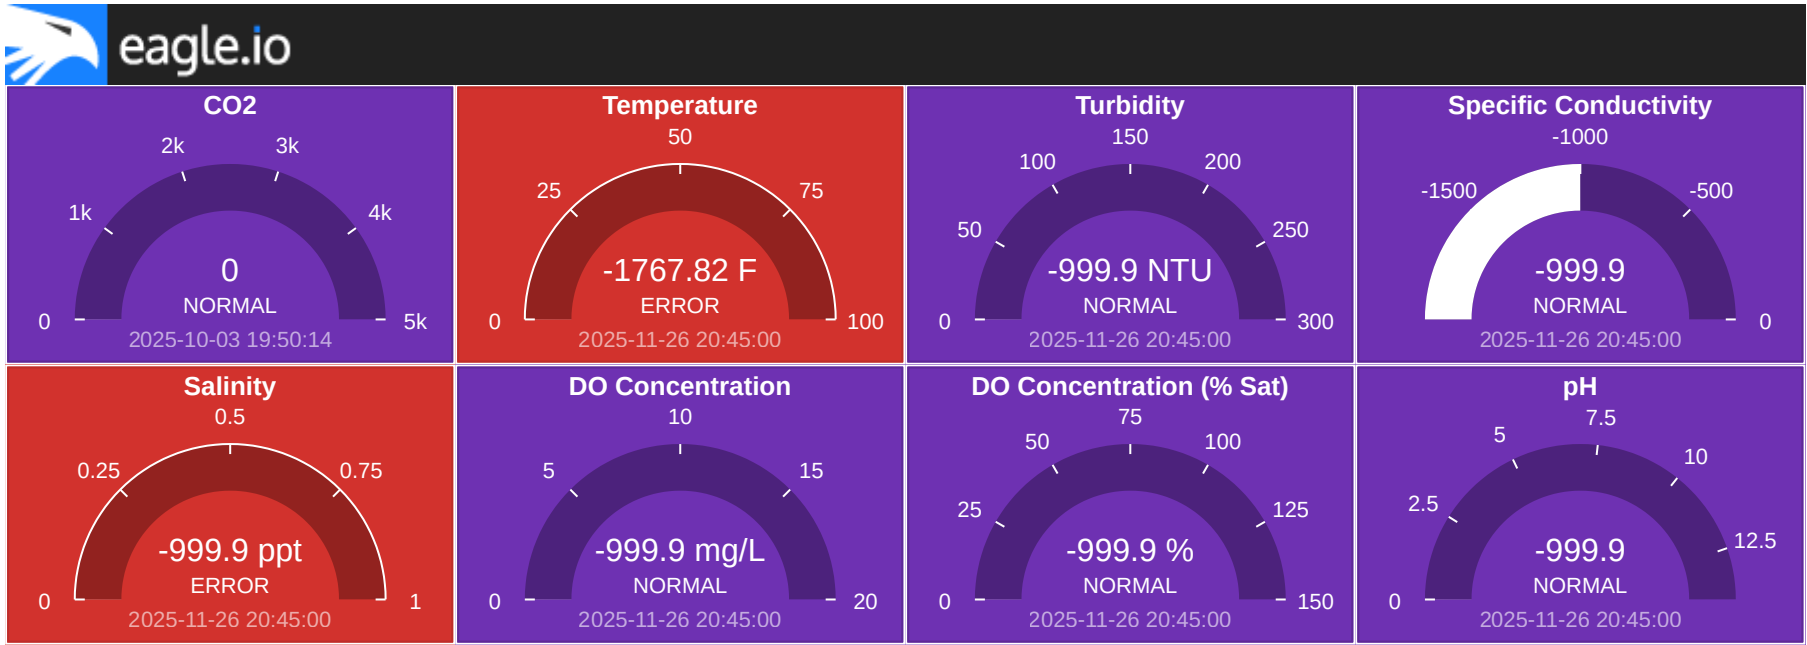 eagle.io
CO2
2k
3k
1k
4k
0
NORMAL
0
5k
2025-10-03 19:50:14
Temperature
50
25
75
-1767.82 F
ERROR
0
100
2025-11-26 20:45:00
Turbidity
150
100
200
50
250
-999.9 NTU
NORMAL
0
300
2025-11-26 20:45:00
Specific Conductivity
-1000
-1500
-500
-999.9
NORMAL
0
2025-11-26 20:45:00
Salinity
0.5
0.25
0.75
-999.9 ppt
ERROR
0
1
2025-11-26 20:45:00
DO Concentration
10
5
15
-999.9 mg/L
NORMAL
0
20
2025-11-26 20:45:00
DO Concentration (% Sat)
75
50
100
25
125
-999.9 %
NORMAL
0
150
2025-11-26 20:45:00
pH
7.5
5
10
2.5
12.5
-999.9
NORMAL
0
2025-11-26 20:45:00